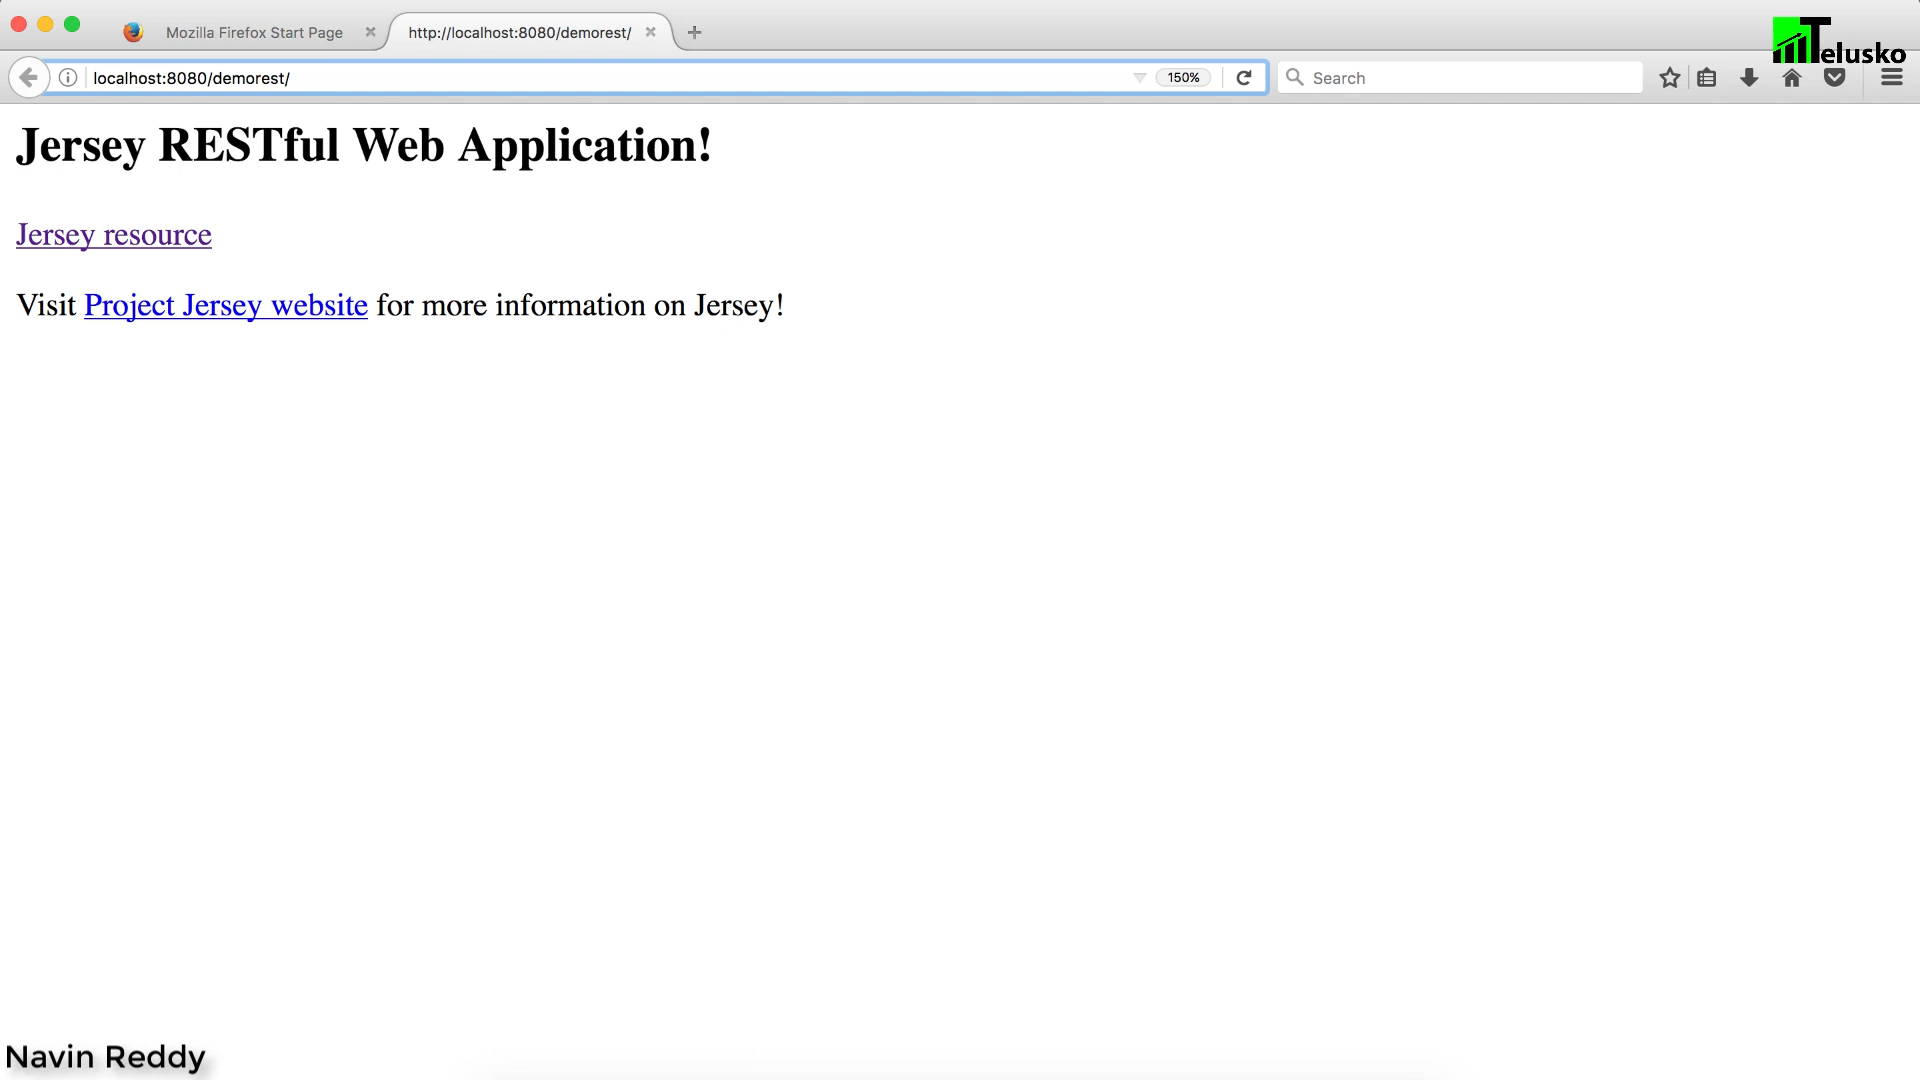 Mozilla Firefox Start Page
http://localhost:8080/demorest/
Telusko
localhost:8080/demorest/
150%
Search
Jersey RESTful Web Application!
Jersey resource
Visit Project Jersey website for more information on Jersey!
Navin Reddy